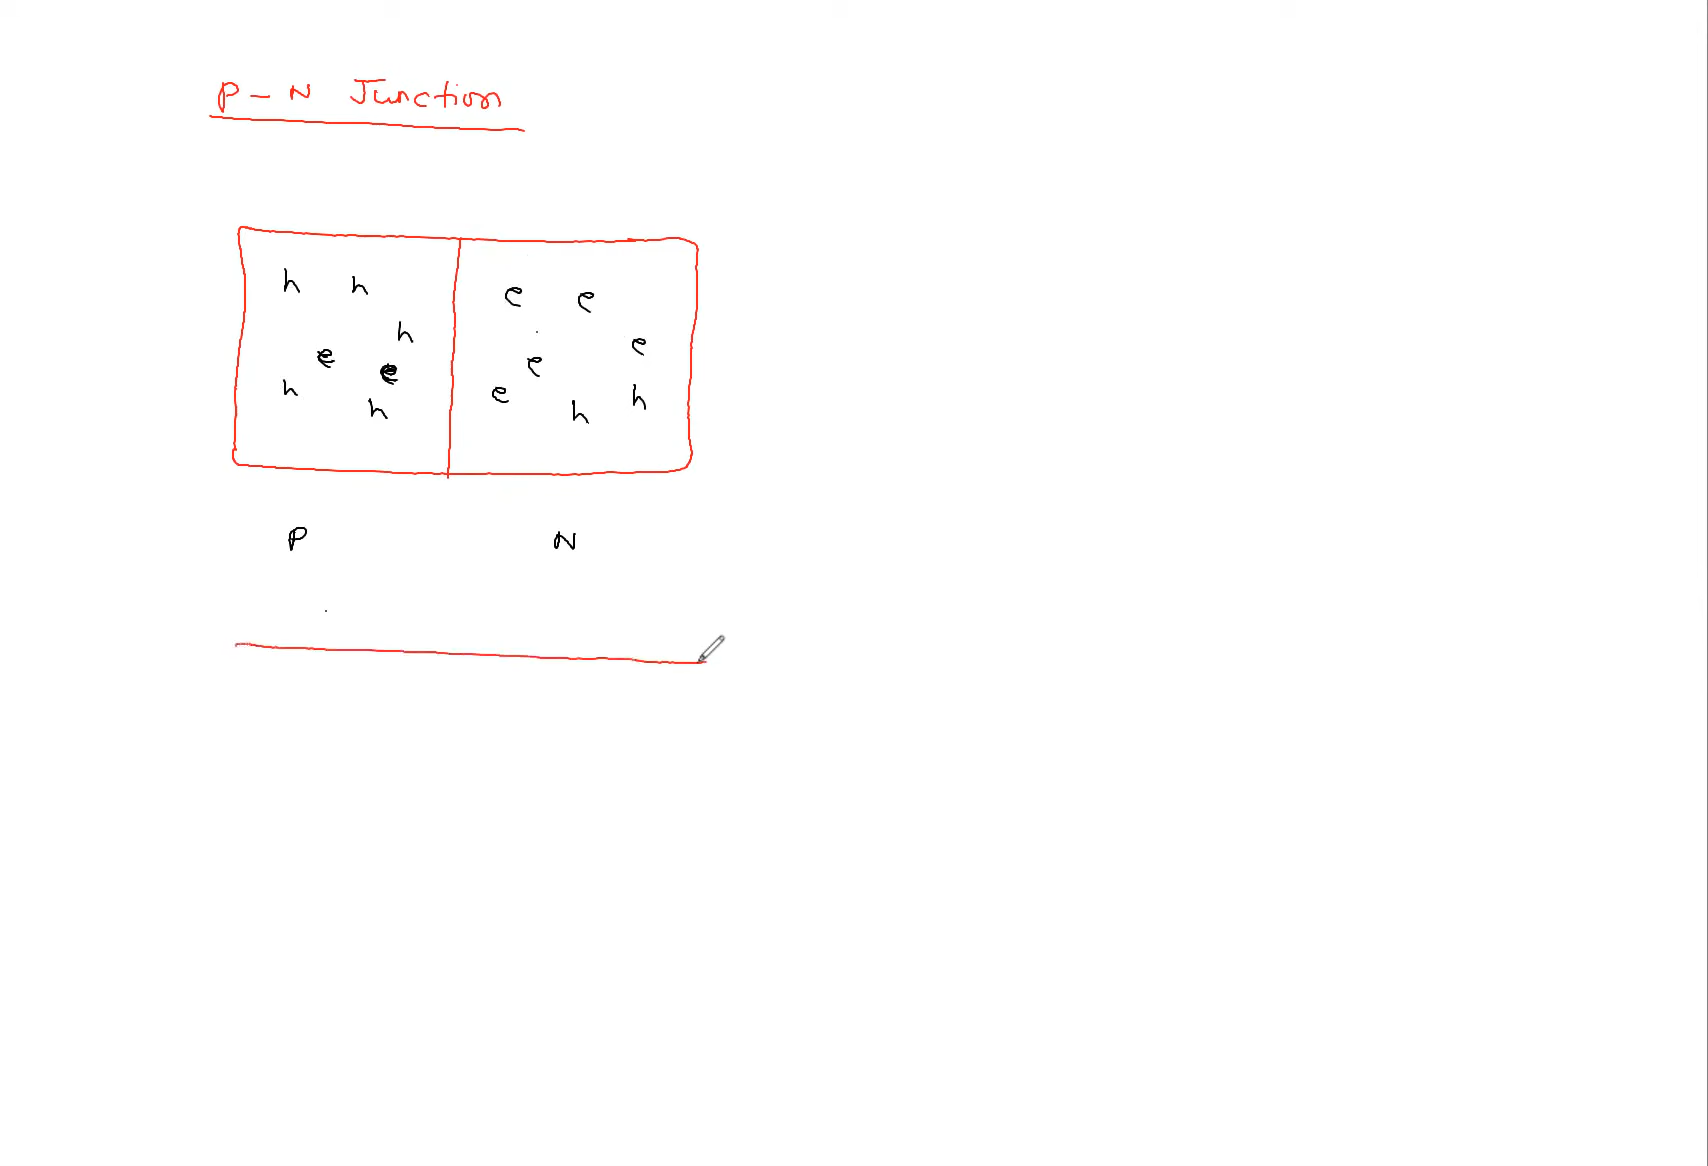 P - N Junction
h h e e
h e
e e e
h h e h h
P N